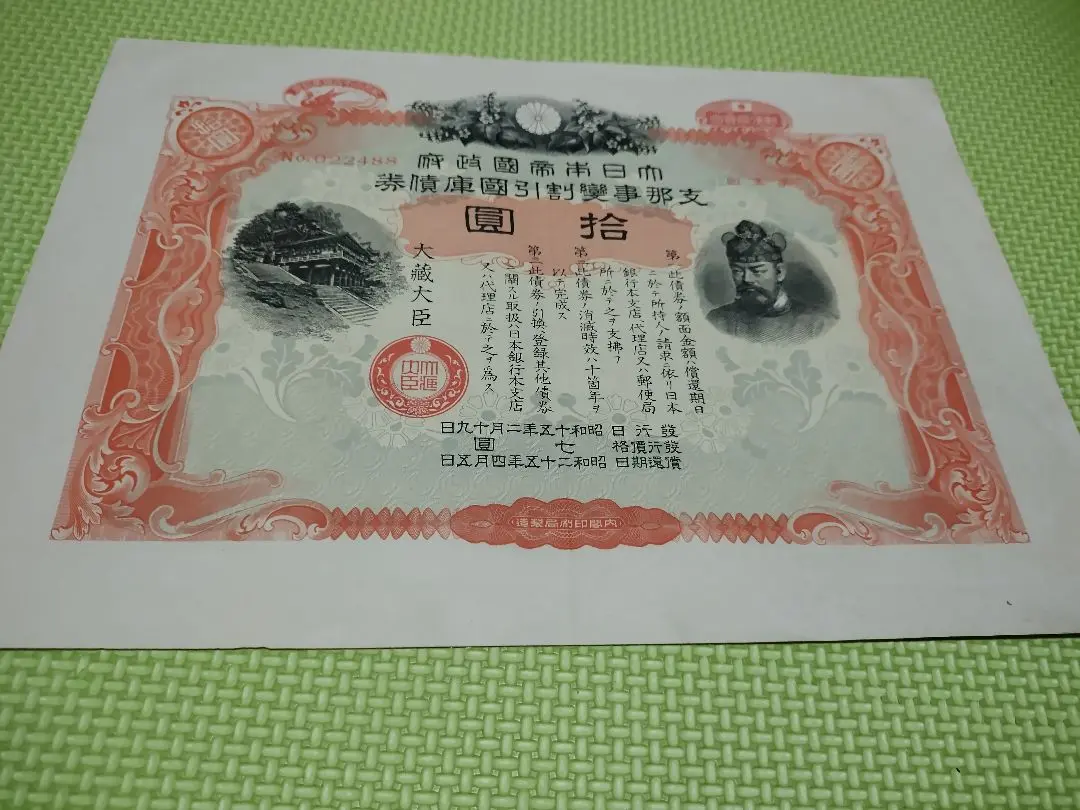 No. 022488
大日本帝國政府
支那事變割引國庫債券
拾圓
第一 此債券額面金額ハ償還期日
ニ於テ所持人ノ請求ニ依リ日本
銀行本支店、代理店又ハ郵便局
所ニ於テ之ヲ支拂フ
第二 此債券ノ消滅時效ハ十箇年ヲ
以テ完成ス
第三 此債券ノ引換、登録其他債券
ニ關スル取扱ハ日本銀行本支店
又ハ代理店ニ於テ之ヲ為ス
大藏大臣
發行日 昭和十五年二月十九日
發行價格 七圓
償還期日 昭和二十五年四月五日
內閣印刷局製造